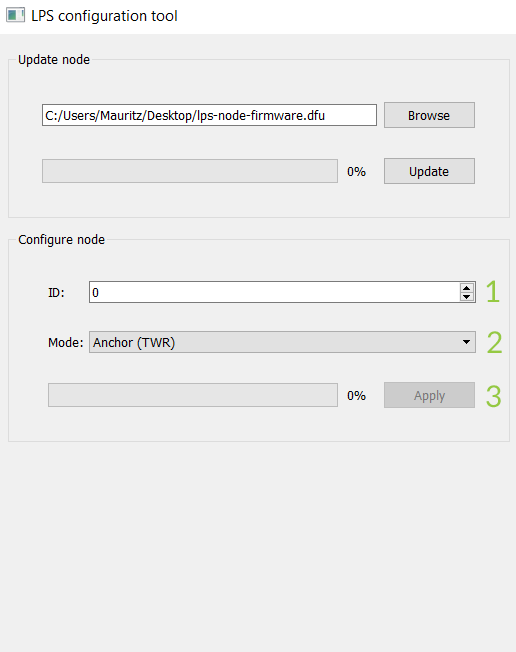 LPS configuration tool
Update node
C:/Users/Mauritz/Desktop/lps-node-firmware.dfu Browse
0% Update
Configure node
ID: 0 1
Mode: Anchor (TWR) 2
0% Apply 3